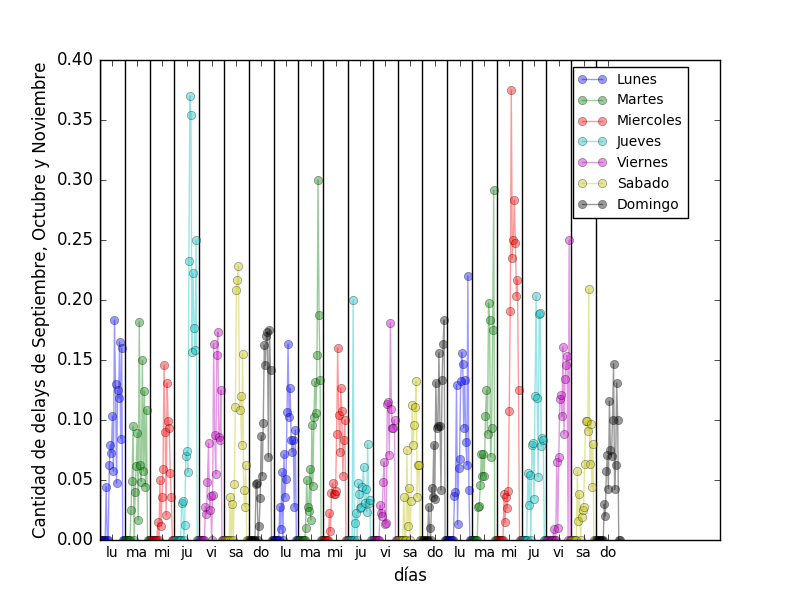 Cantidad de delays de Septiembre, Octubre y Noviembre
0.40
0.35
0.30
0.25
0.20
0.15
0.10
0.05
0.00
Lunes
Martes
Miercoles
Jueves
Viernes
Sabado
Domingo
lu ma mi ju vi sa do lu ma mi ju vi sa do lu ma mi ju vi sa do
días